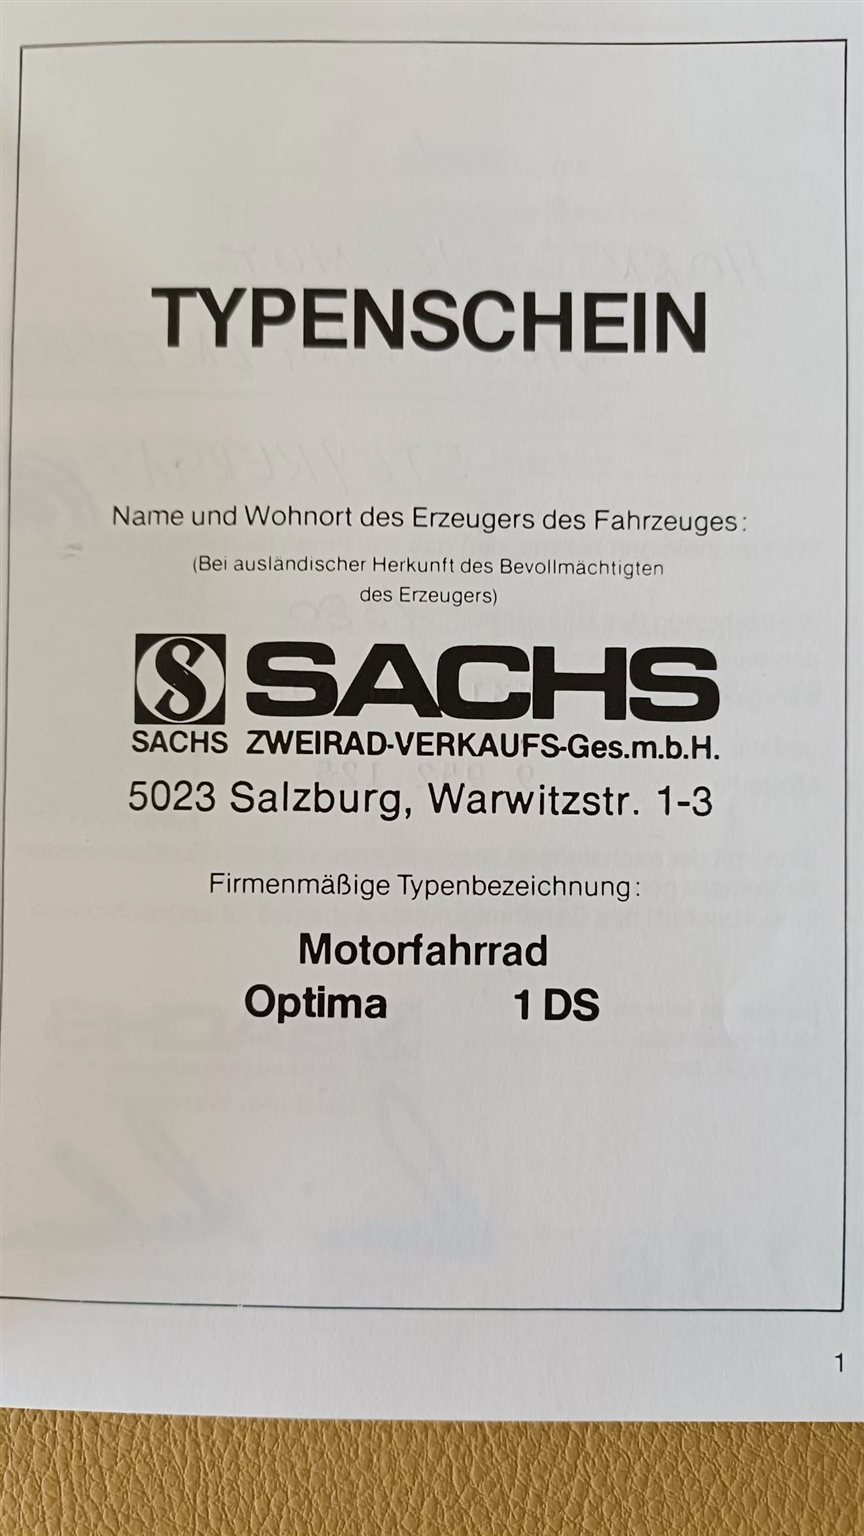 TYPENSCHEIN
Name und Wohnort des Erzeugers des Fahrzeuges:
(Bei ausländischer Herkunft des Bevollmächtigten
des Erzeugers)
S SACHS
SACHS ZWEIRAD-VERKAUFS-Ges.m.b.H.
5023 Salzburg, Warwitzstr. 1-3
Firmenmäßige Typenbezeichnung:
Motorfahrrad
Optima 1 DS
1